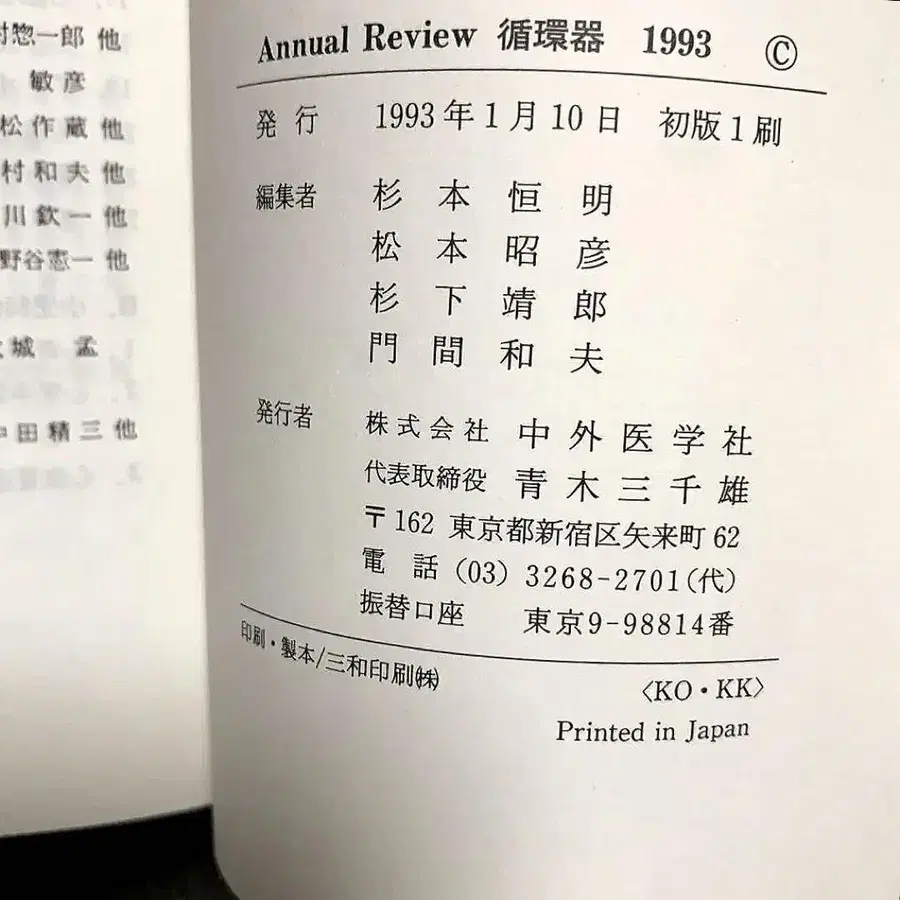 惣一郎 他
敏彦
松作蔵 他
村和夫 他
川欽一 他
野谷憲一 他
城 孟
田精三他
Annual Review 循環器 1993 ©
発行 1993年1月10日 初版1刷
編集者 杉本恒明
松本昭彦
杉下靖郎
門間和夫
発行者 株式会社 中外医学社
代表取締役 青木三千雄
〒162 東京都新宿区矢来町62
電話 (03) 3268-2701(代)
振替口座 東京9-98814番
印刷・製本/三和印刷㈱
〈KO・KK〉
Printed in Japan